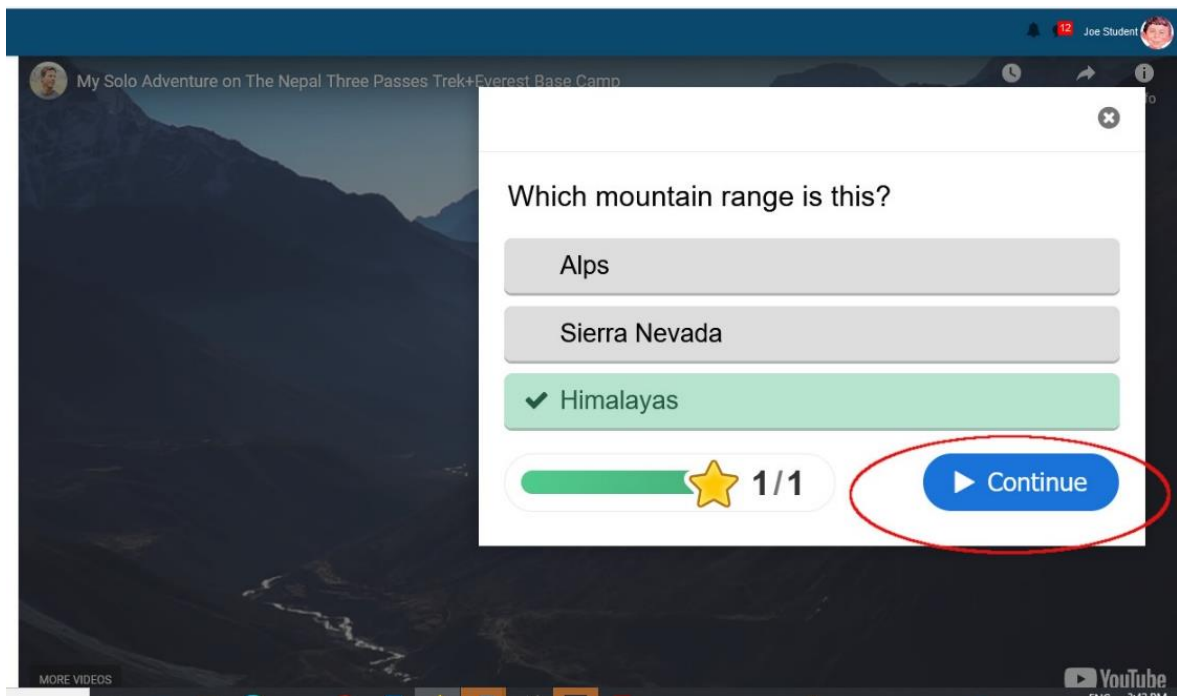 12 Joe Student
My Solo Adventure on The Nepal Three Passes Trek+Everest Base Camp
Which mountain range is this?
Alps
Sierra Nevada
Himalayas
1/1 Continue
MORE VIDEOS
YouTube